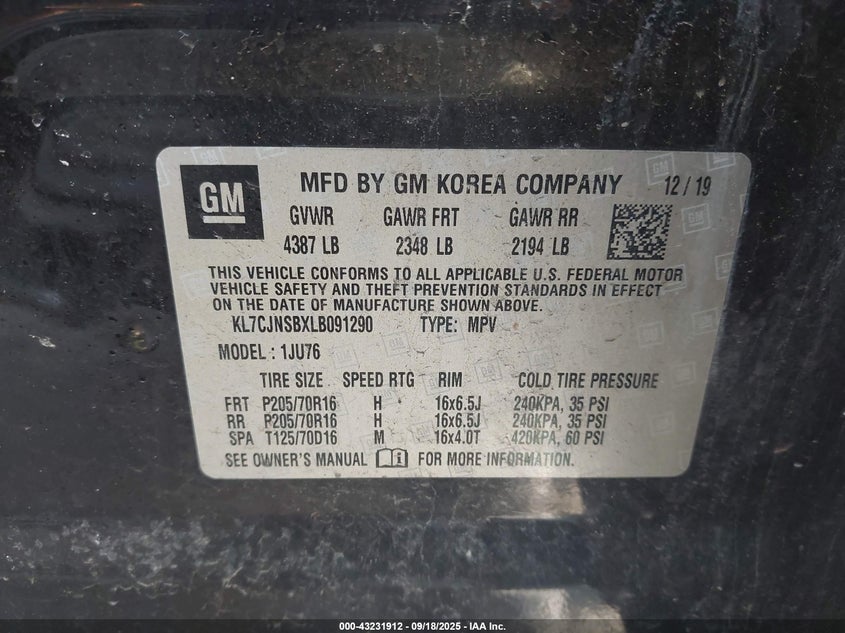 GM
MFD BY GM KOREA COMPANY 12/19
GVWR GAWR FRT GAWR RR
4387 LB 2348 LB 2194 LB
THIS VEHICLE CONFORMS TO ALL APPLICABLE U.S. FEDERAL MOTOR
VEHICLE SAFETY AND THEFT PREVENTION STANDARDS IN EFFECT
ON THE DATE OF MANUFACTURE SHOWN ABOVE.
KL7CJNSBXLB091290 TYPE: MPV
MODEL : 1JU76
TIRE SIZE SPEED RTG RIM COLD TIRE PRESSURE
FRT P205/70R16 H 16x6.5J 240KPA, 35 PSI
RR P205/70R16 H 16x6.5J 240KPA, 35 PSI
SPA T125/70D16 M 16x4.0T 420KPA, 60 PSI
SEE OWNER'S MANUAL FOR MORE INFORMATION.
000-43231912 - 09/18/2025 - IAA Inc.